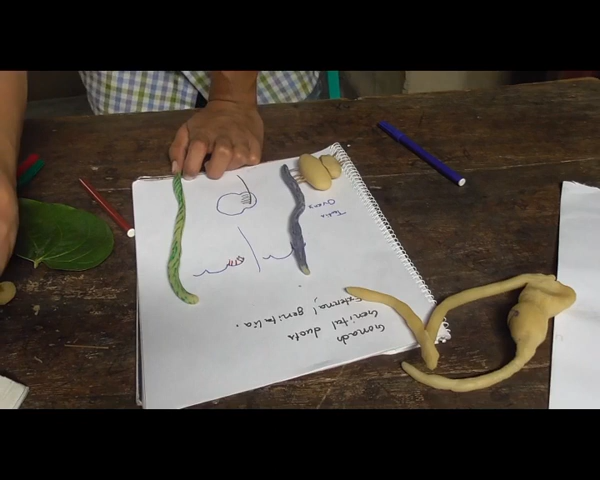 Gonads
Genital ducts
External genitalia.
Testis
Ovary